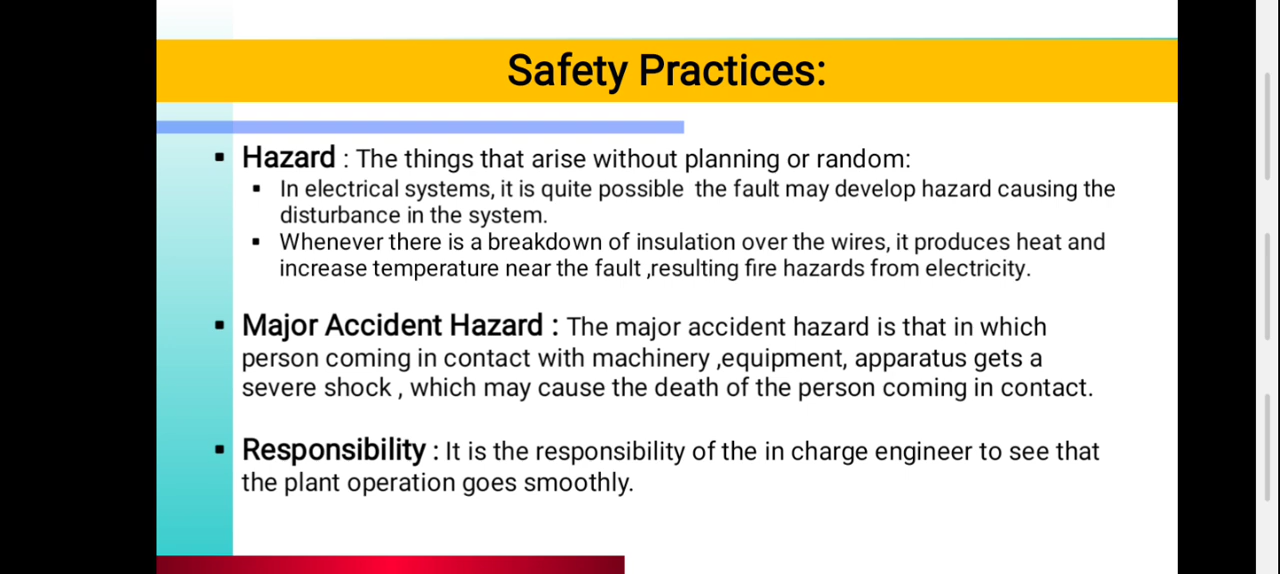 Safety Practices:
▪ Hazard : The things that arise without planning or random:
▪ In electrical systems, it is quite possible the fault may develop hazard causing the
disturbance in the system.
▪ Whenever there is a breakdown of insulation over the wires, it produces heat and
increase temperature near the fault ,resulting fire hazards from electricity.
▪ Major Accident Hazard : The major accident hazard is that in which
person coming in contact with machinery ,equipment, apparatus gets a
severe shock , which may cause the death of the person coming in contact.
▪ Responsibility : It is the responsibility of the in charge engineer to see that
the plant operation goes smoothly.